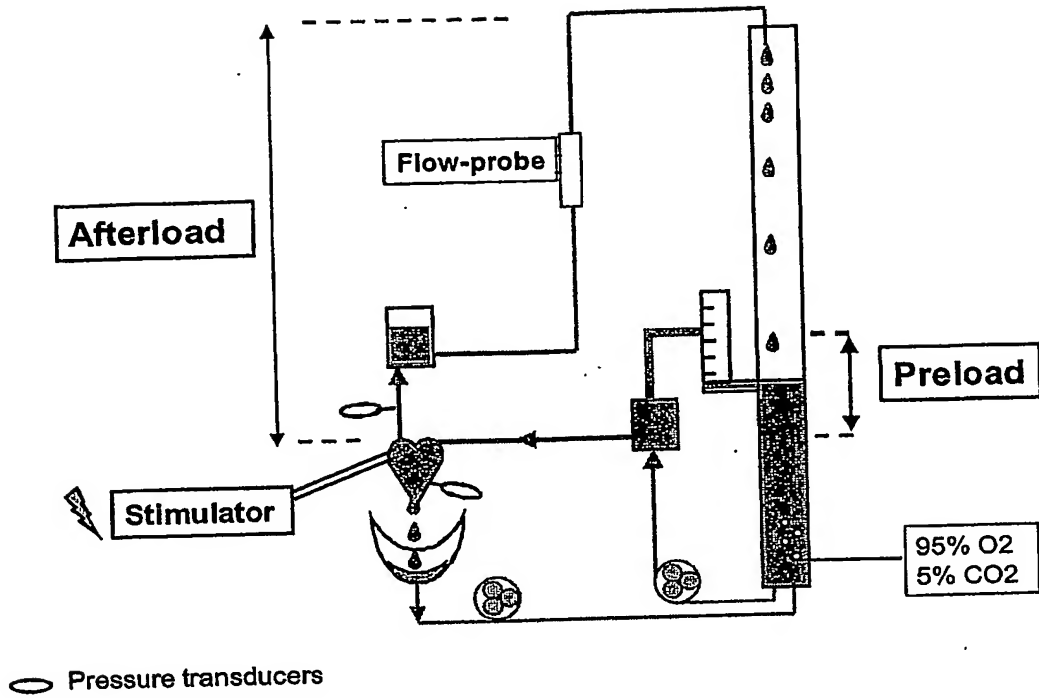 Flow-probe
Afterload
Preload
Stimulator
95% O2
5% CO2
Pressure transducers